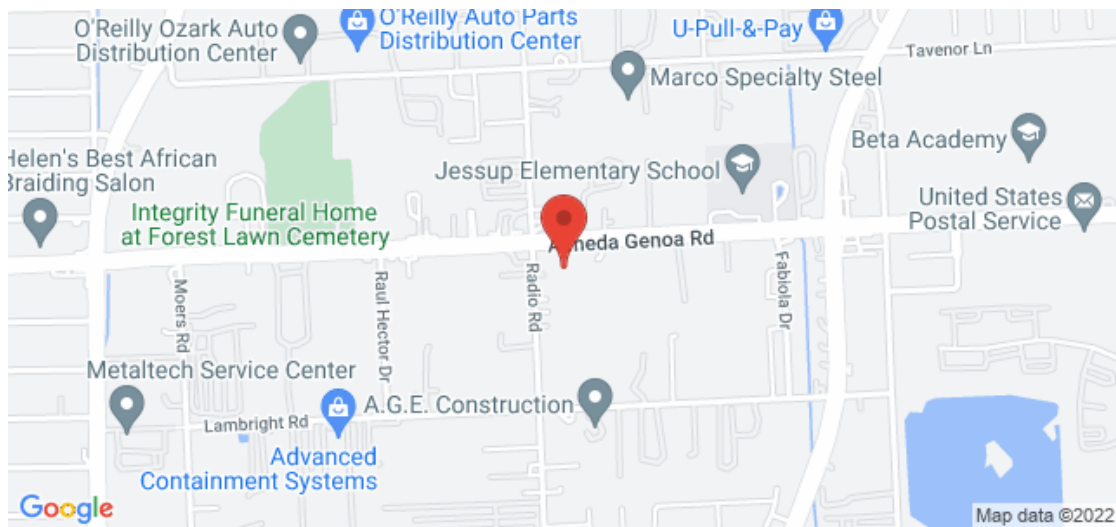 O'Reilly Ozark Auto
Distribution Center
O'Reilly Auto Parts
Distribution Center
U-Pull-&-Pay
Tavenor Ln
Marco Specialty Steel
Beta Academy
Helen's Best African
Braiding Salon
Jessup Elementary School
United States
Postal Service
Integrity Funeral Home
at Forest Lawn Cemetery
Genoa Rd
Moers Rd
Raul Hector Dr
Radio Rd
Fabiola Dr
Metaltech Service Center
A.G.E. Construction
Lambright Rd
Advanced
Containment Systems
Google
Map data ©2022